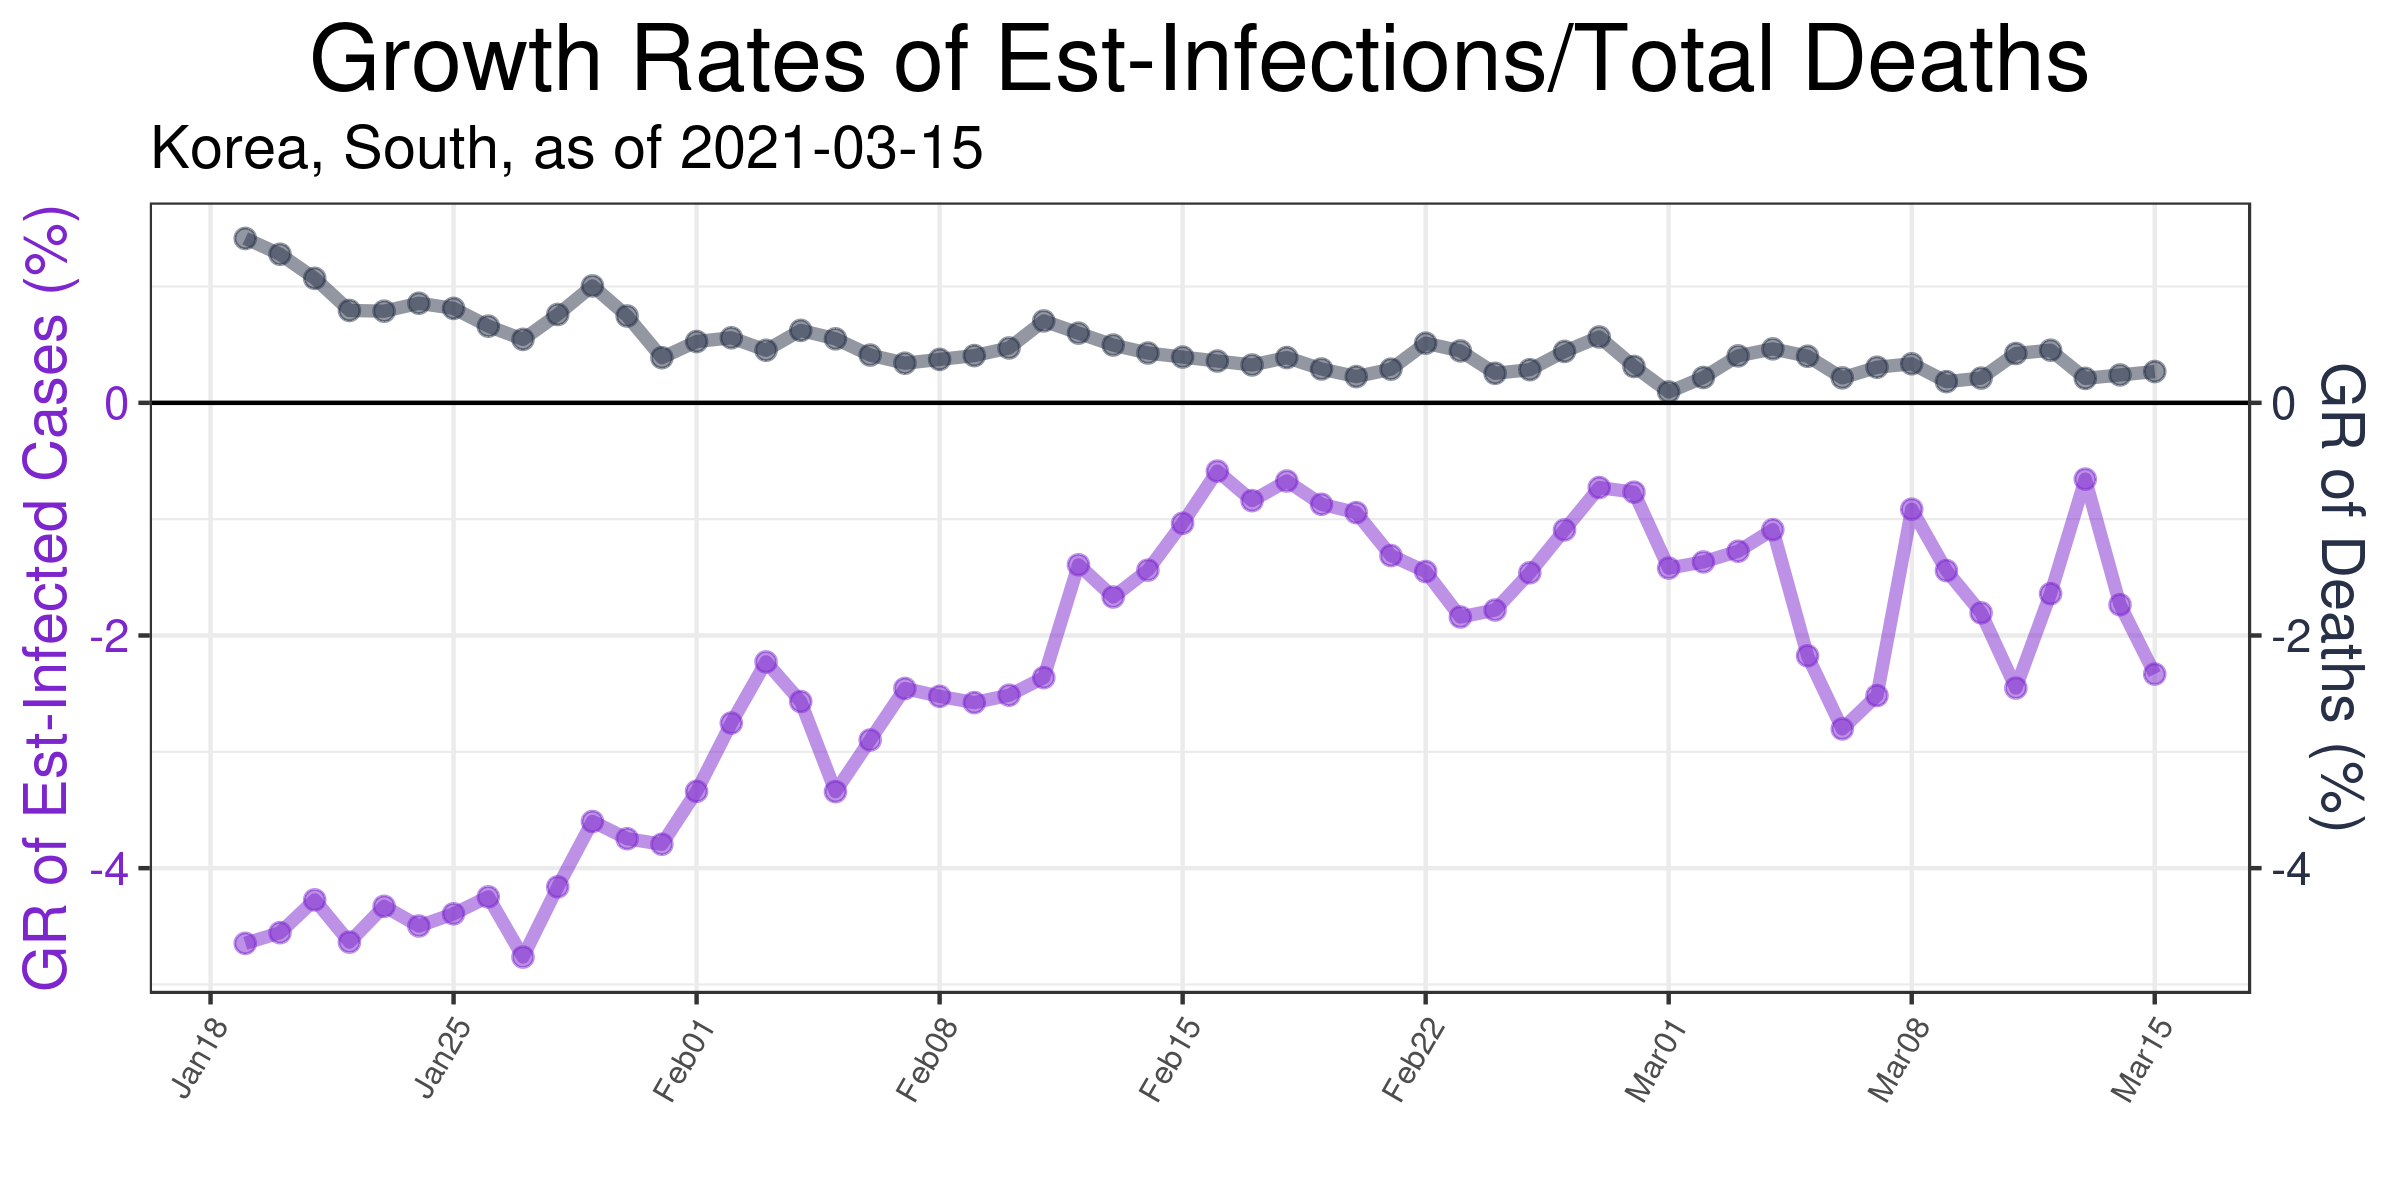 Growth Rates of Est-Infections/Total Deaths
Korea, South, as of 2021-03-15
GR of Est-Infected Cases (%)
0
-2
-4
0
-2
-4
GR of Deaths (%)
Jan18
Jan25
Feb01
Feb08
Feb15
Feb22
Mar01
Mar08
Mar15